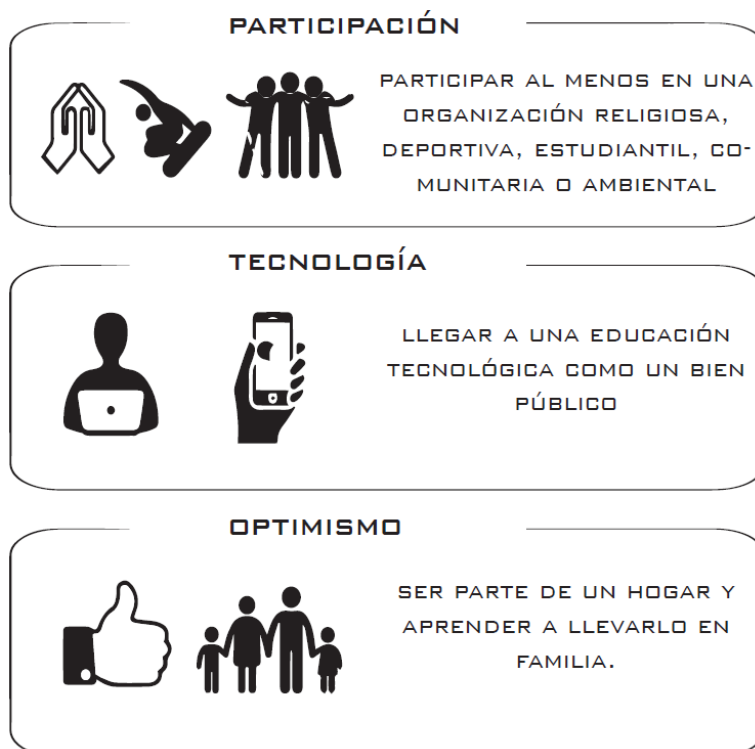 PARTICIPACIÓN
PARTICIPAR AL MENOS EN UNA
ORGANIZACIÓN RELIGIOSA,
DEPORTIVA, ESTUDIANTIL, CO-
MUNITARIA O AMBIENTAL
TECNOLOGÍA
LLEGAR A UNA EDUCACIÓN
TECNOLÓGICA COMO UN BIEN
PÚBLICO
OPTIMISMO
SER PARTE DE UN HOGAR Y
APRENDER A LLEVARLO EN
FAMILIA.